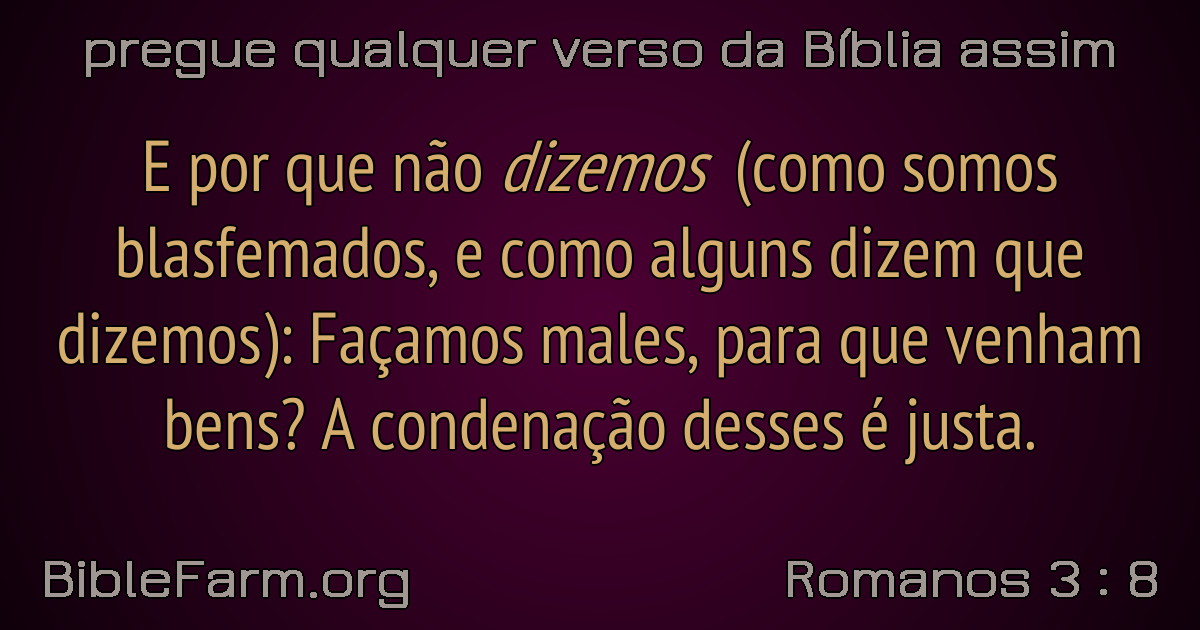 pregue qualquer verso da Bíblia assim
E por que não dizemos (como somos
blasfemados, e como alguns dizem que
dizemos): Façamos males, para que venham
bens? A condenação desses é justa.
BibleFarm.org
Romanos 3 : 8